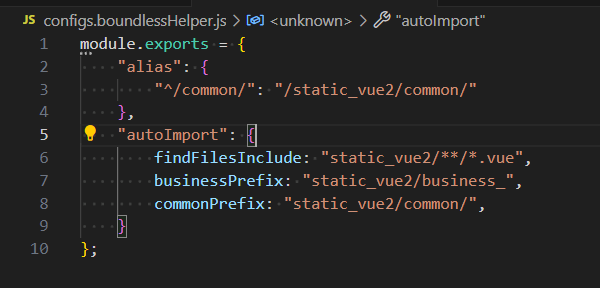 JS configs.boundlessHelper.js > <unknown> > "autoImport"
1 module.exports = {
2 "alias": {
3 "^/common/": "/static_vue2/common/"
4 },
5 "autoImport": {
6 findFilesInclude: "static_vue2/**/*.vue",
7 businessPrefix: "static_vue2/business_",
8 commonPrefix: "static_vue2/common/",
9 }
10 };